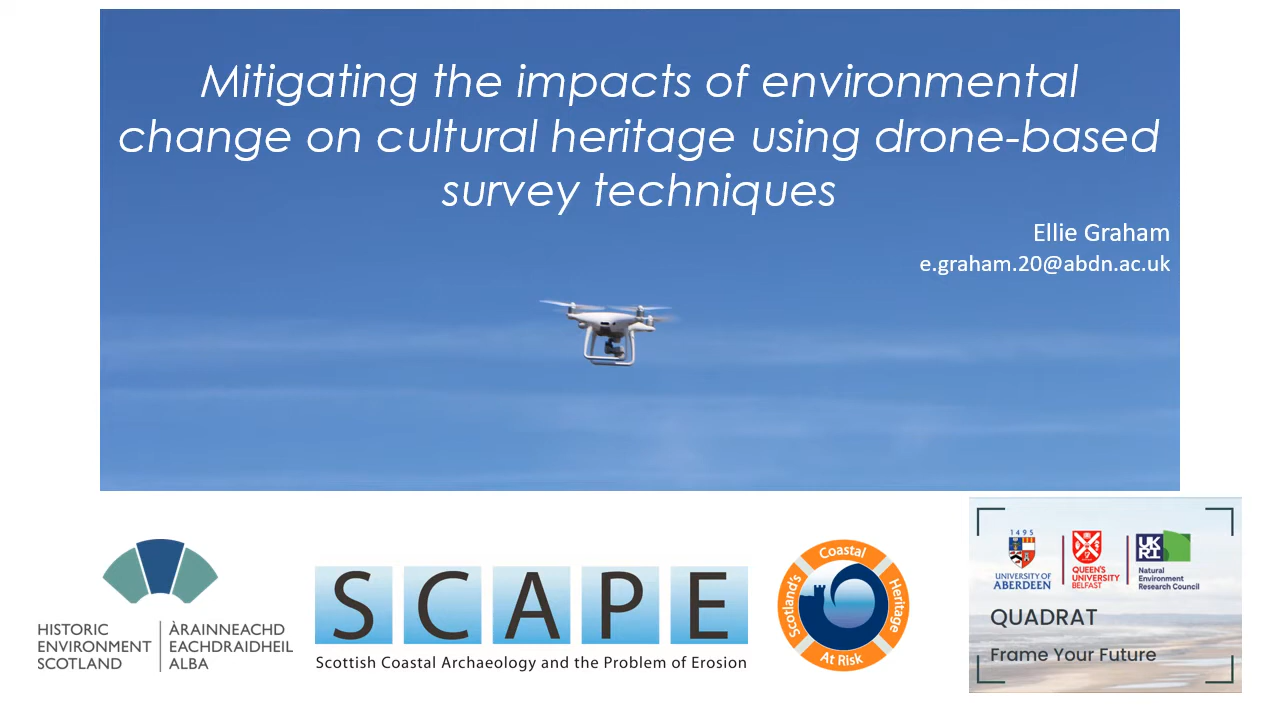 Mitigating the impacts of environmental
change on cultural heritage using drone-based
survey techniques
Ellie Graham
e.graham.20@abdn.ac.uk
HISTORIC
ENVIRONMENT
SCOTLAND
ÀRAINNEACHD
EACHDRAIDHEIL
ALBA
SCAPE
Scottish Coastal Archaeology and the Problem of Erosion
Scotland's
Coastal
Heritage
At Risk
1495
UNIVERSITY OF
ABERDEEN
QUEEN'S
UNIVERSITY
BELFAST
UK
RI
Natural
Environment
Research Council
QUADRAT
Frame Your Future